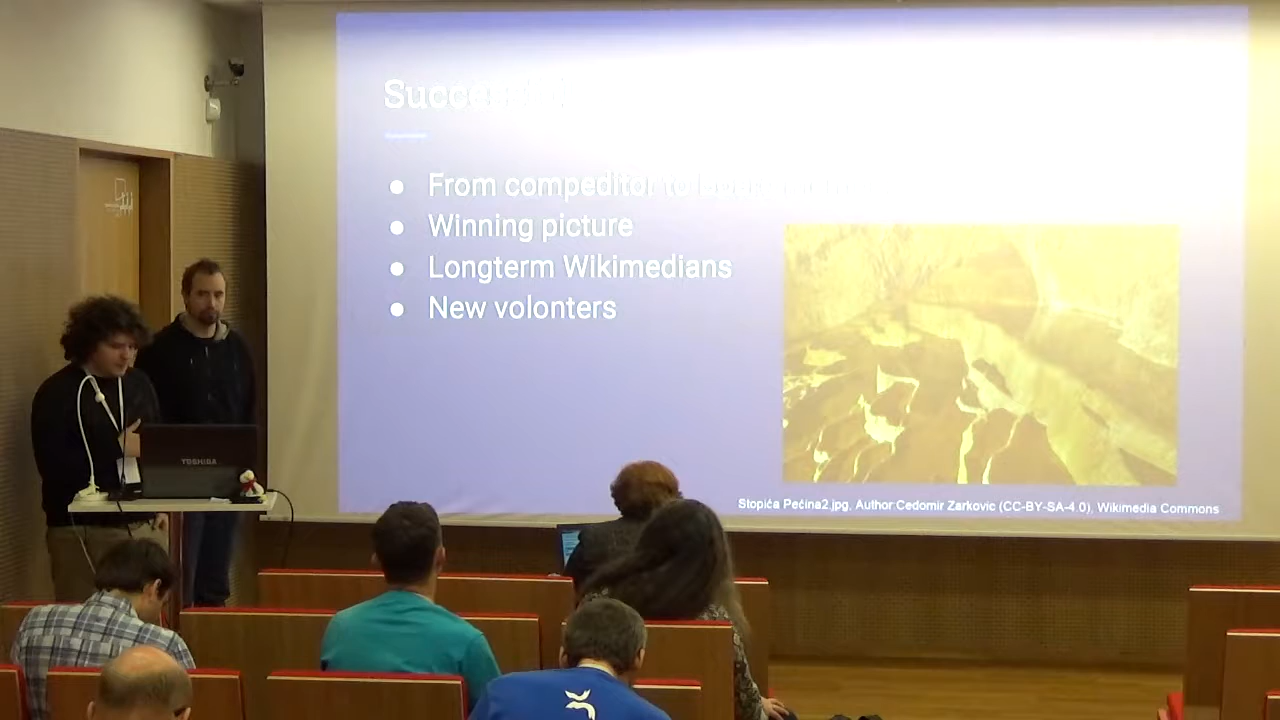 From compeditor to
Winning picture
Longterm Wikimedians
New volonters
Stopića Pećina2.jpg, Author:Cedomir Zarkovic (CC-BY-SA-4.0), Wikimedia Commons
TOSHIBA